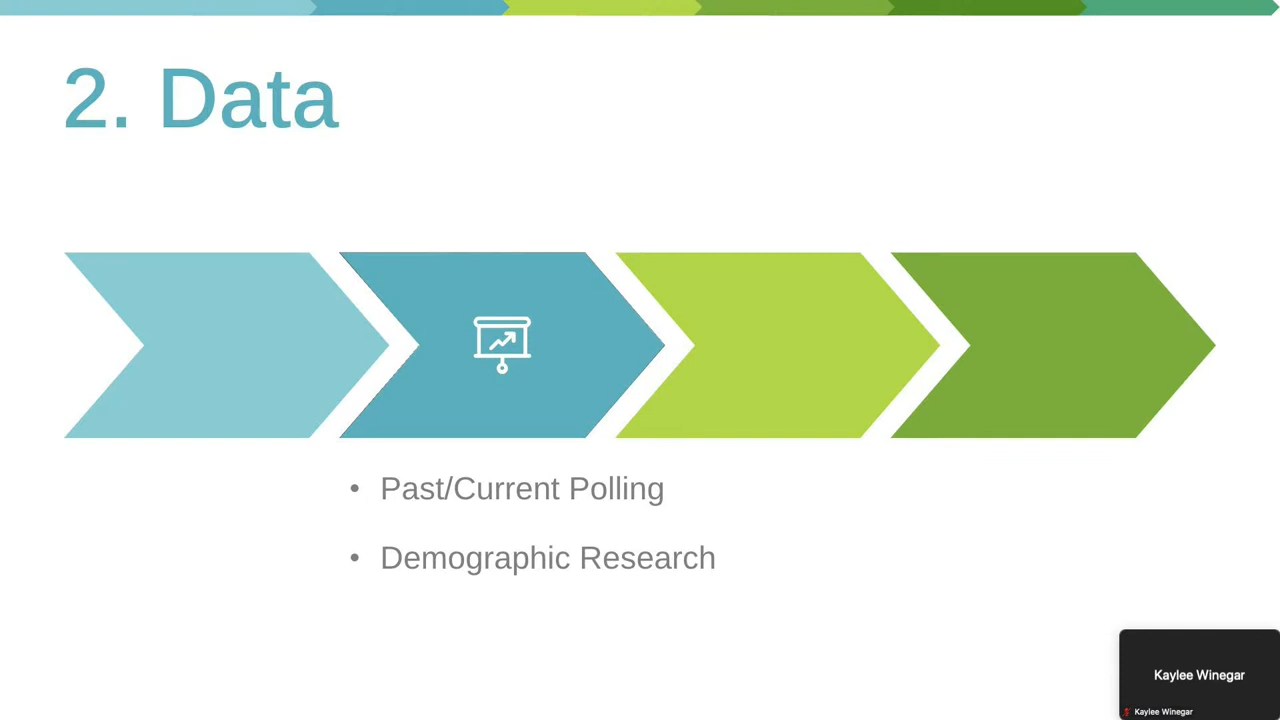 2. Data
• Past/Current Polling
• Demographic Research
Kaylee Winegar
Kaylee Winegar